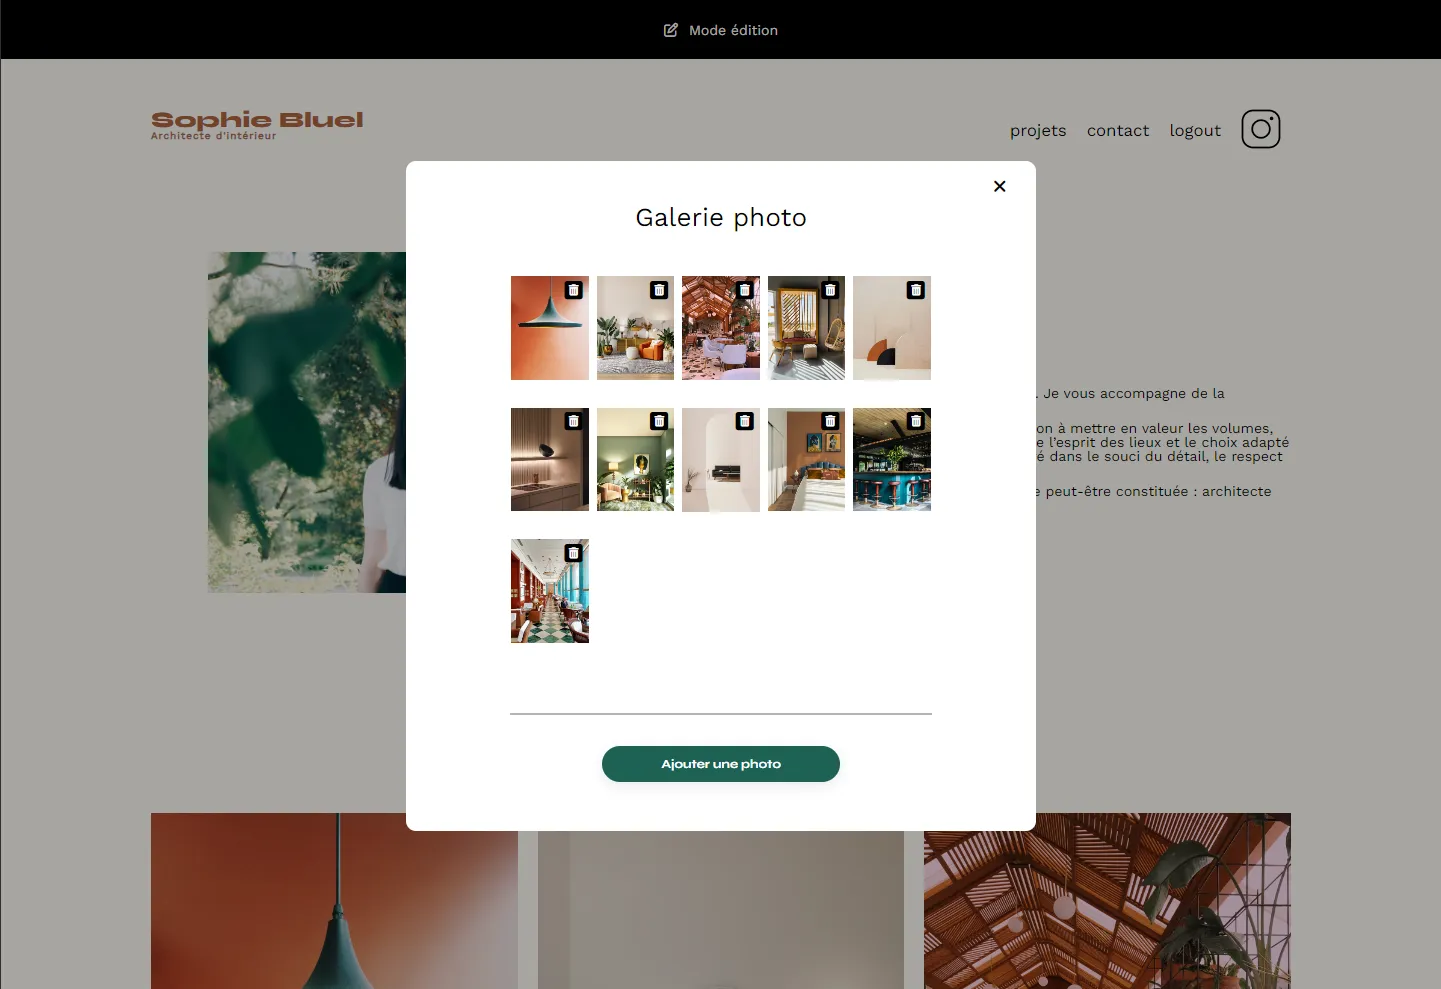 Mode édition
Sophie Bluel
Architecte d'intérieur
projets contact logout
Galerie photo
. Je vous accompagne de la
on à mettre en valeur les volumes,
e l'esprit des lieux et le choix adapté
é dans le souci du détail, le respect
e peut-être constituée : architecte
Ajouter une photo